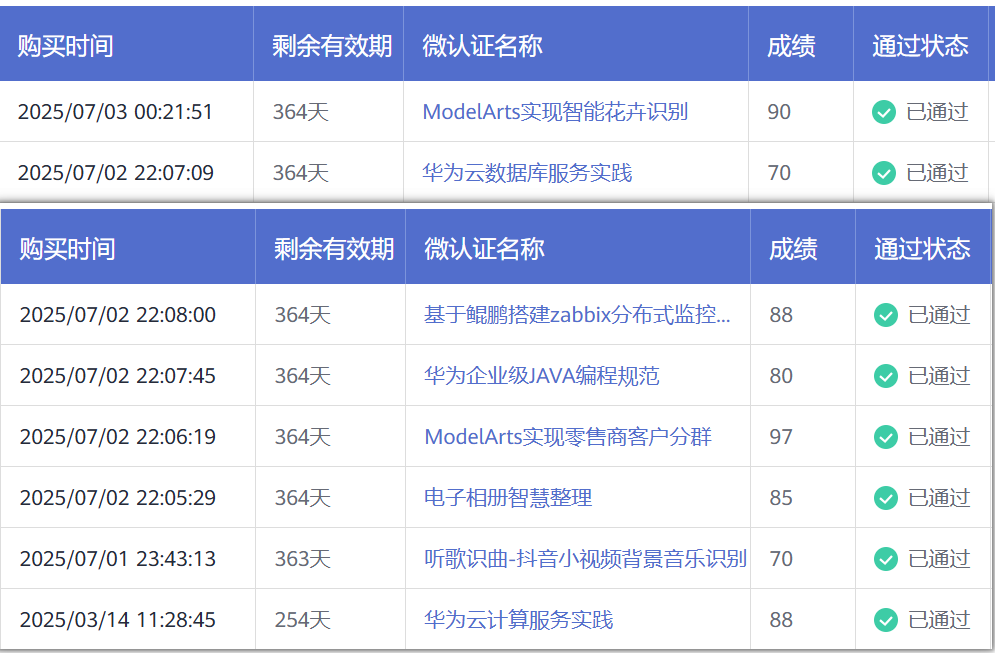 购买时间 剩余有效期 微认证名称 成绩 通过状态
2025/07/03 00:21:51 364天 ModelArts实现智能花卉识别 90 已通过
2025/07/02 22:07:09 364天 华为云数据库服务实践 70 已通过
购买时间 剩余有效期 微认证名称 成绩 通过状态
2025/07/02 22:08:00 364天 基于鲲鹏搭建zabbix分布式监控... 88 已通过
2025/07/02 22:07:45 364天 华为企业级JAVA编程规范 80 已通过
2025/07/02 22:06:19 364天 ModelArts实现零售商客户分群 97 已通过
2025/07/02 22:05:29 364天 电子相册智慧整理 85 已通过
2025/07/01 23:43:13 363天 听歌识曲-抖音小视频背景音乐识别 70 已通过
2025/03/14 11:28:45 254天 华为云计算服务实践 88 已通过